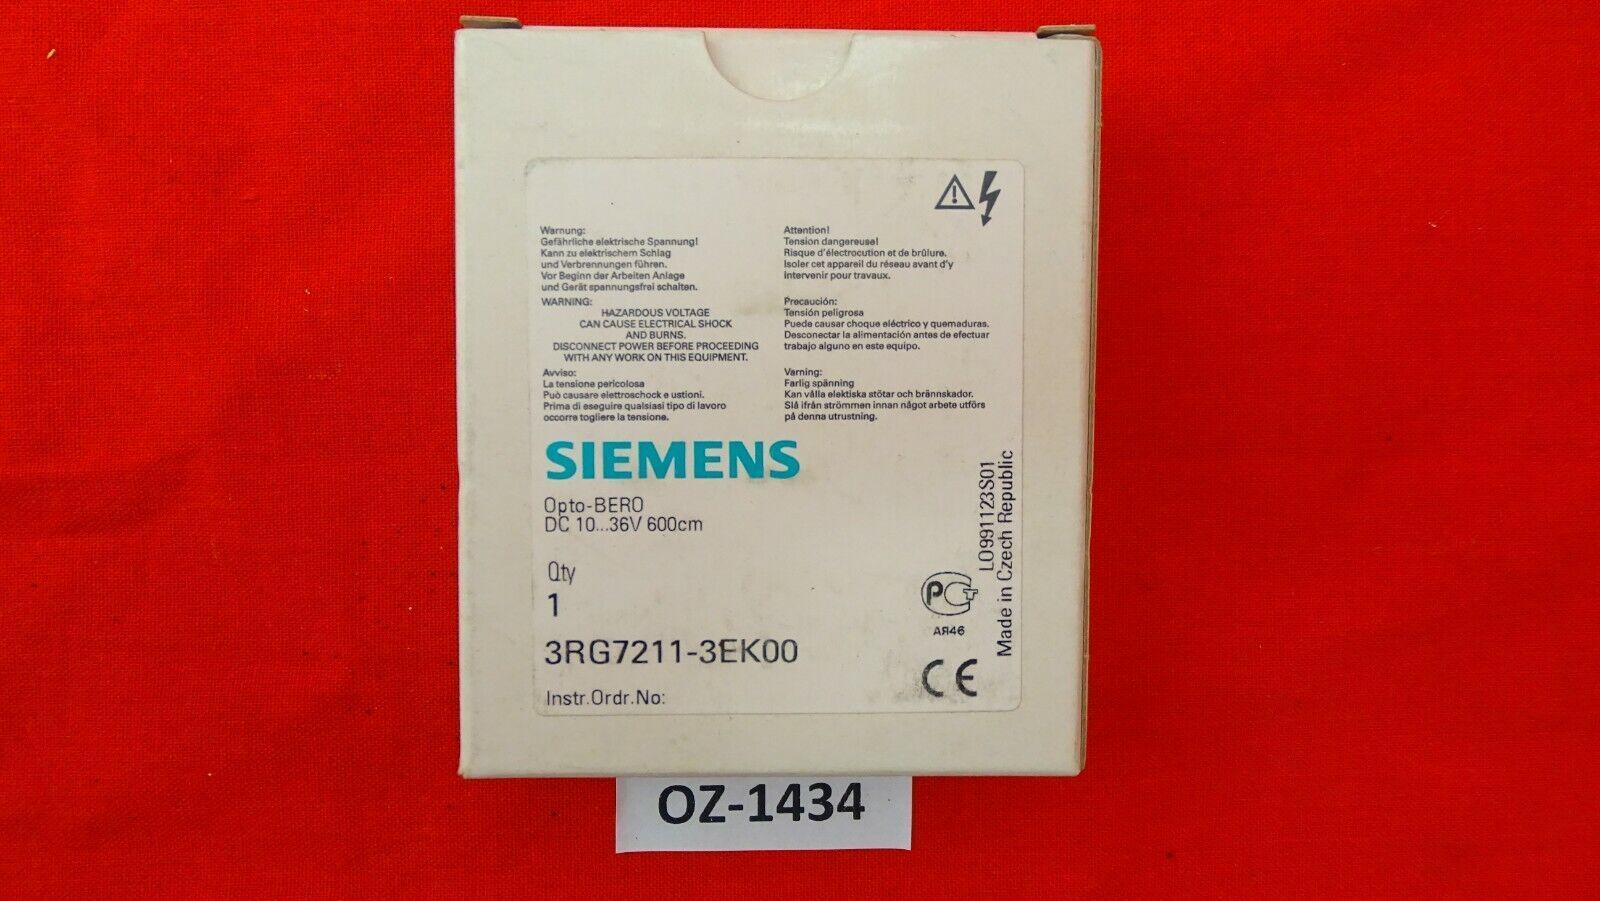 Warnung:
Gefährliche elektrische Spannung!
Kann zu elektrischem Schlag
und Verbrennungen führen.
Vor Beginn der Arbeiten Anlage
und Gerät spannungsfrei schalten.
WARNING:
HAZARDOUS VOLTAGE
CAN CAUSE ELECTRICAL SHOCK
AND BURNS.
DISCONNECT POWER BEFORE PROCEEDING
WITH ANY WORK ON THIS EQUIPMENT.
Avviso:
La tensione pericolosa
Può causare elettroschock e ustioni.
Prima di eseguire qualsiasi tipo di lavoro
occorre togliere la tensione.
Attention!
Tension dangereuse!
Risque d'électrocution et de brûlure.
Isoler cet appareil du réseau avant d'y
intervenir pour travaux.
Precaución:
Tensión peligrosa
Puede causar choque eléctrico y quemaduras.
Desconectar la alimentación antes de efectuar
trabajo alguno en este equipo.
Varning:
Farlig spänning
Kan vålla elektiska stötar och brännskador.
Slå ifrån strömmen innan något arbete utförs
på denna utrustning.
SIEMENS
Opto-BERO
DC 10...36V 600cm
Qty
1
3RG7211-3EK00
Instr.Ordr.No:
LO991123S01
Made in Czech Republic
АЯ46
CE
OZ-1434